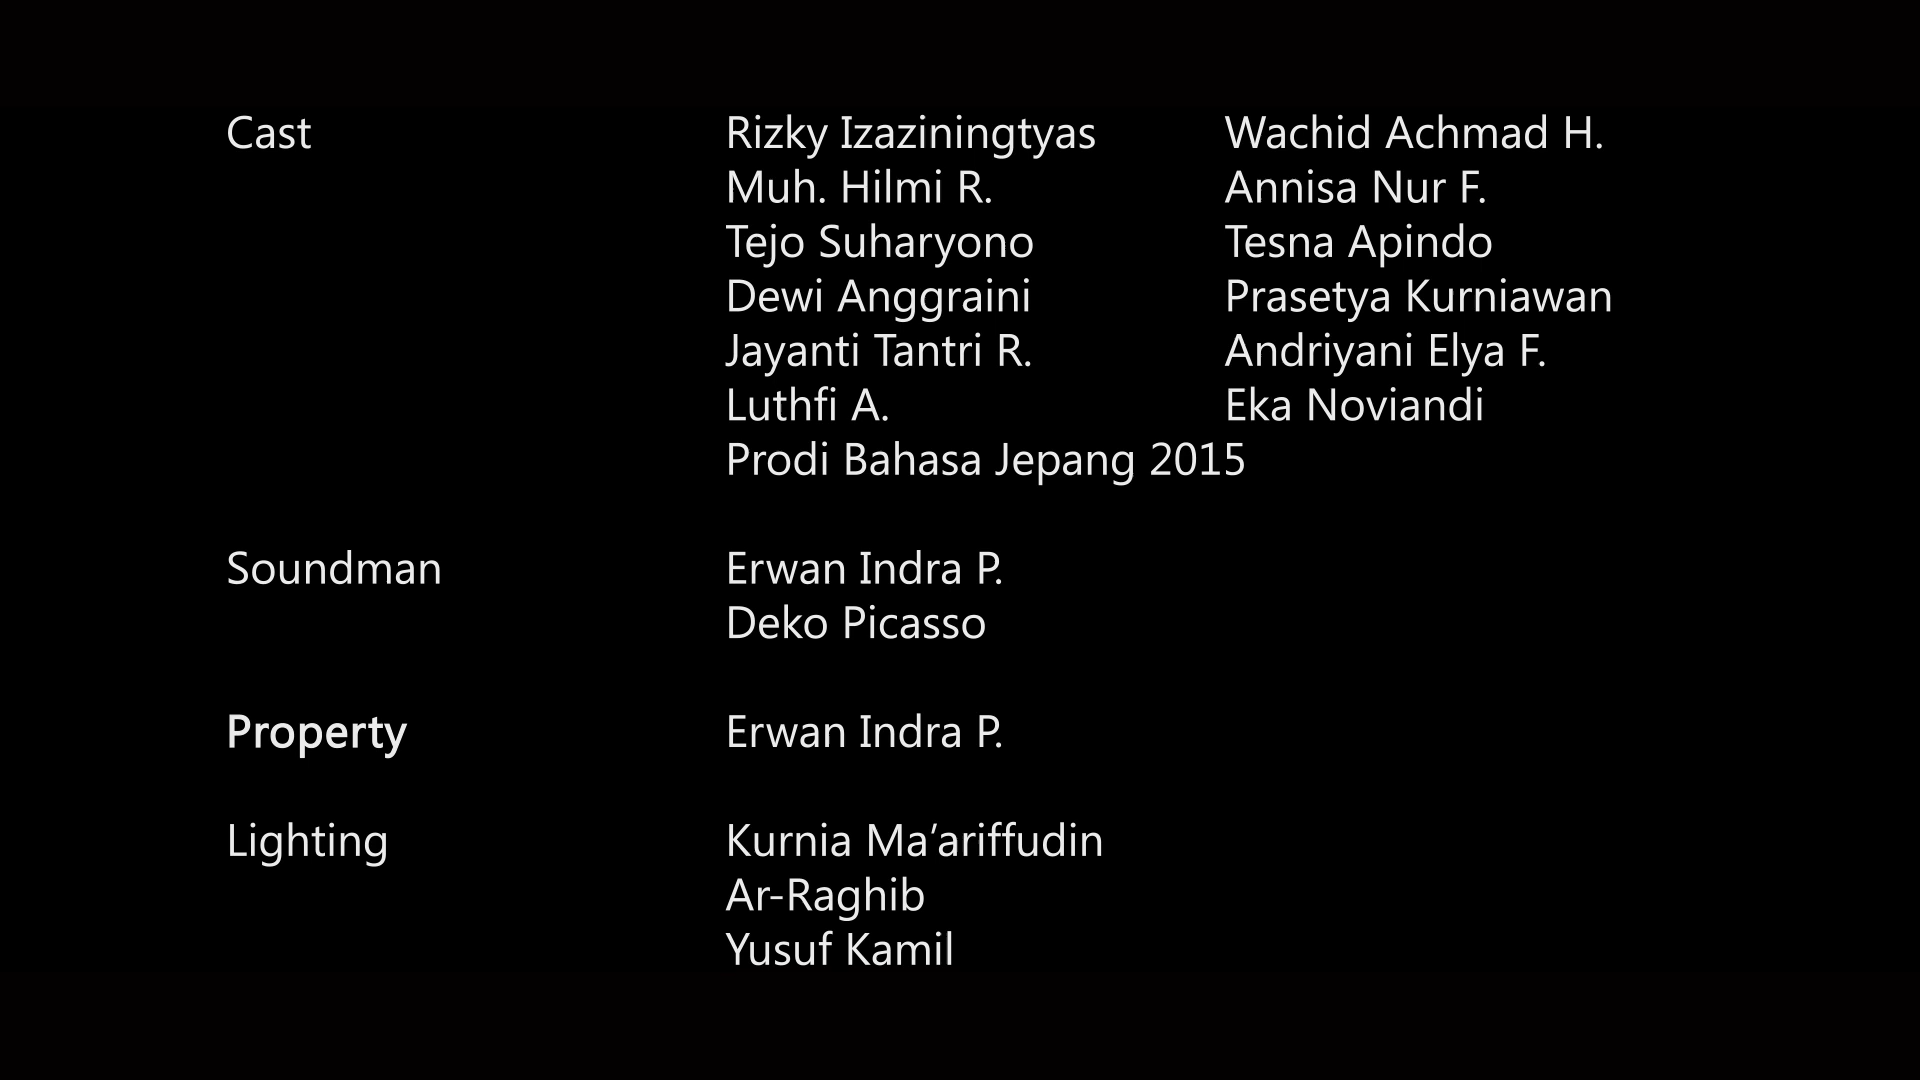 Cast Rizky Izaziningtyas Wachid Achmad H.
Muh. Hilmi R. Annisa Nur F.
Tejo Suharyono Tesna Apindo
Dewi Anggraini Prasetya Kurniawan
Jayanti Tantri R. Andriyani Elya F.
Luthfi A. Eka Noviandi
Prodi Bahasa Jepang 2015
Soundman Erwan Indra P.
Deko Picasso
Property Erwan Indra P.
Lighting Kurnia Ma’ariffudin
Ar-Raghib
Yusuf Kamil